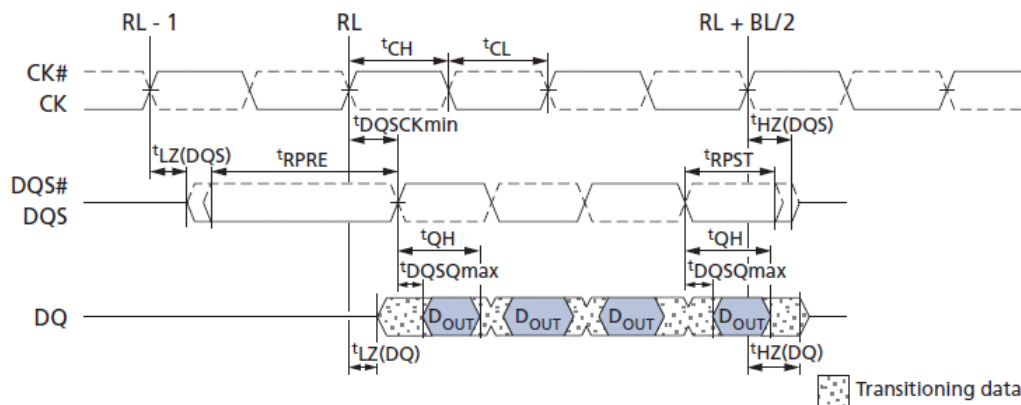 RL - 1 RL RL + BL/2
tCH tCL
CK#
CK
tDQSCKmin tHZ(DQS)
tLZ(DQS) tRPRE tRPST
DQS#
DQS
tQH tQH
tDQSQmax tDQSQmax
DQ DOUT DOUT DOUT DOUT
tLZ(DQ) tHZ(DQ)
Transitioning data